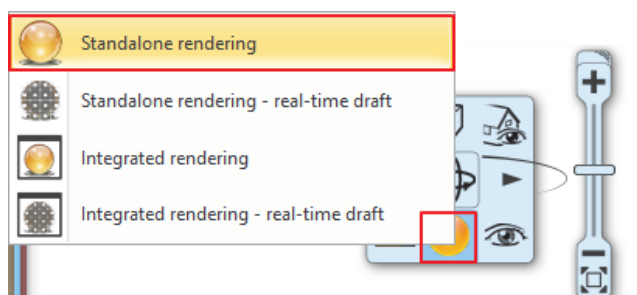 Standalone rendering
Standalone rendering - real-time draft
Integrated rendering
Integrated rendering - real-time draft